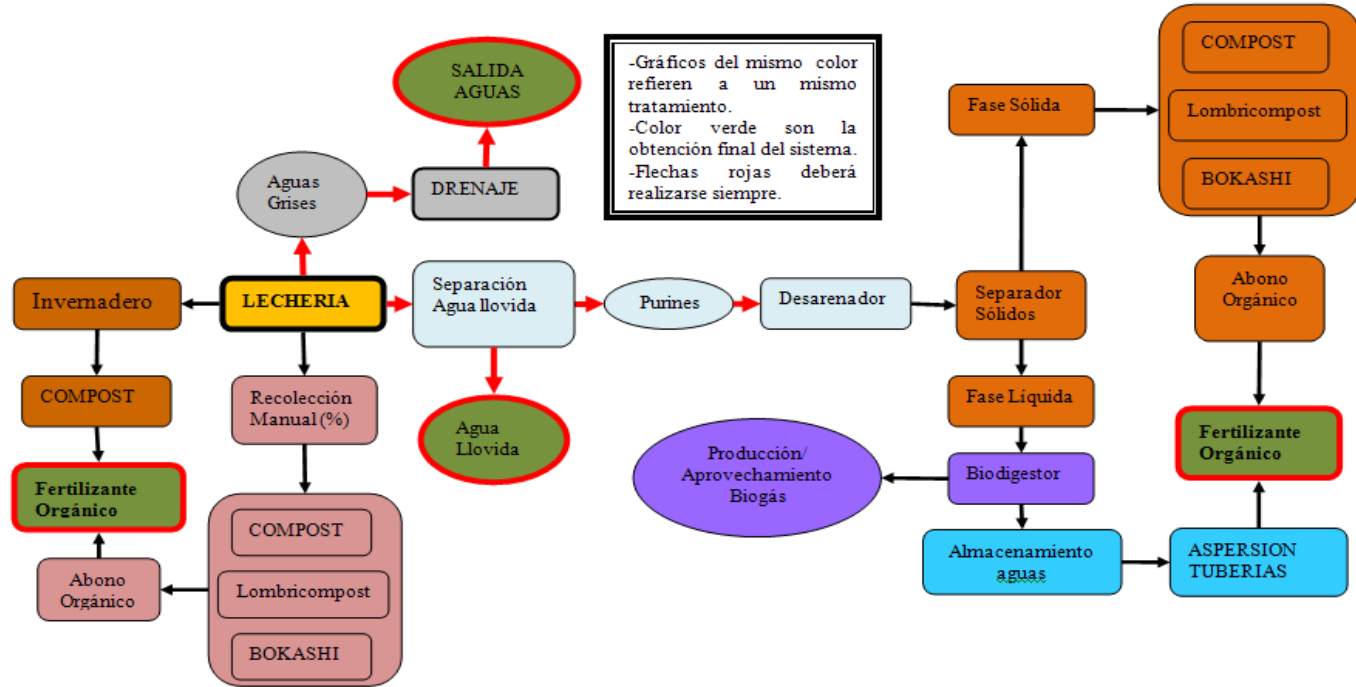 SALIDA
AGUAS
-Gráficos del mismo color
refieren a un mismo
tratamiento.
-Color verde son la
obtención final del sistema.
-Flechas rojas deberá
realizarse siempre.
Fase Sólida
COMPOST
Lombricompost
BOKASHI
Aguas
Grises
DRENAJE
Invernadero
LECHERIA
Separación
Agua llovida
Purines
Desarenador
Separador
Sólidos
Abono
Orgánico
COMPOST
Recolección
Manual (%)
Agua
Llovida
Fase Líquida
Fertilizante
Orgánico
Producción/
Aprovechamiento
Biogás
Biodigestor
Fertilizante
Orgánico
COMPOST
Lombricompost
BOKASHI
Abono
Orgánico
Almacenamiento
aguas
ASPERSION
TUBERIAS